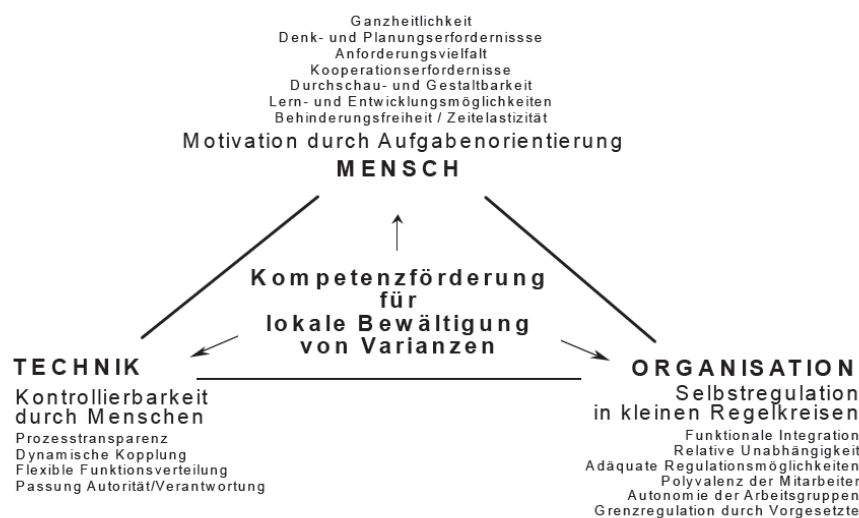 Ganzheitlichkeit
Denk- und Planungserfordernissse
Anforderungsvielfalt
Kooperationserfordernisse
Durchschau- und Gestaltbarkeit
Lern- und Entwicklungsmöglichkeiten
Behinderungsfreiheit / Zeitelastizität
Motivation durch Aufgabenorientierung
MENSCH
Kompetenzförderung
für
lokale Bewältigung
von Varianzen
TECHNIK
Kontrollierbarkeit
durch Menschen
Prozesstransparenz
Dynamische Kopplung
Flexible Funktionsverteilung
Passung Autorität/Verantwortung
ORGANISATION
Selbstregulation
in kleinen Regelkreisen
Funktionale Integration
Relative Unabhängigkeit
Adäquate Regulationsmöglichkeiten
Polyvalenz der Mitarbeiter
Autonomie der Arbeitsgruppen
Grenzregulation durch Vorgesetzte